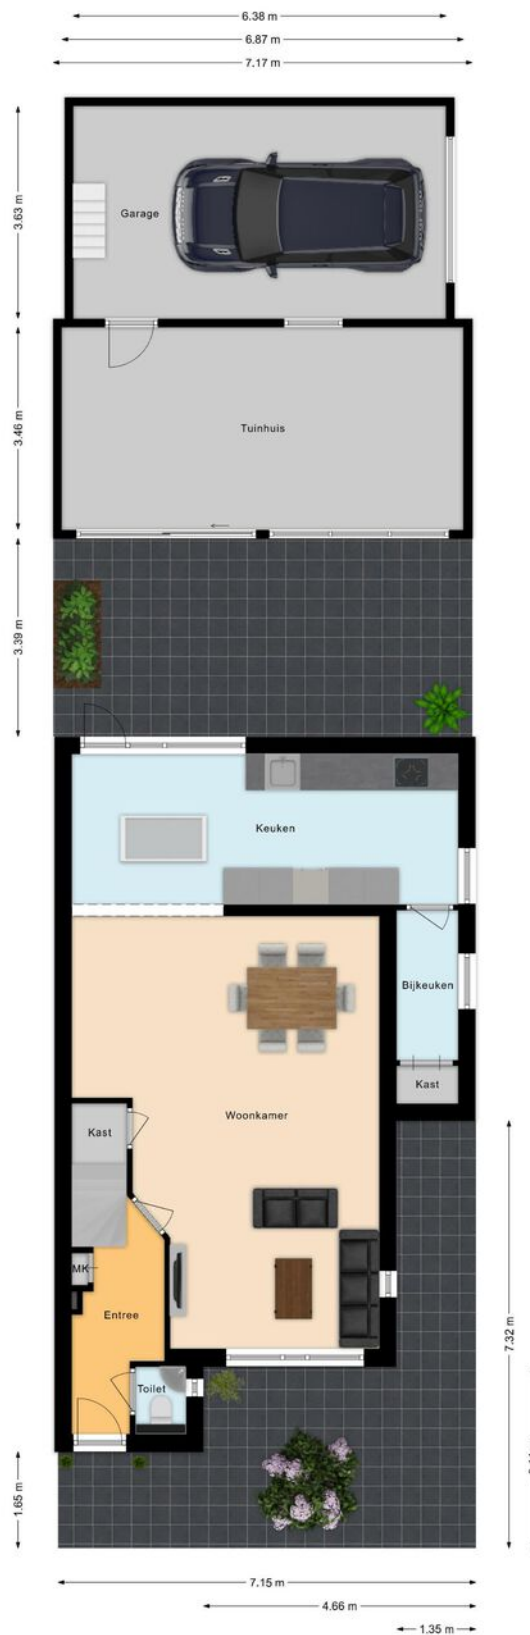 6.38 m
6.87 m
7.17 m
3.63 m
Garage
3.46 m
Tuinhuis
3.39 m
Keuken
Bijkeuken
Kast
Woonkamer
Kast
MK
Entree
Toilet
7.32 m
1.65 m
7.15 m
4.66 m
1.35 m